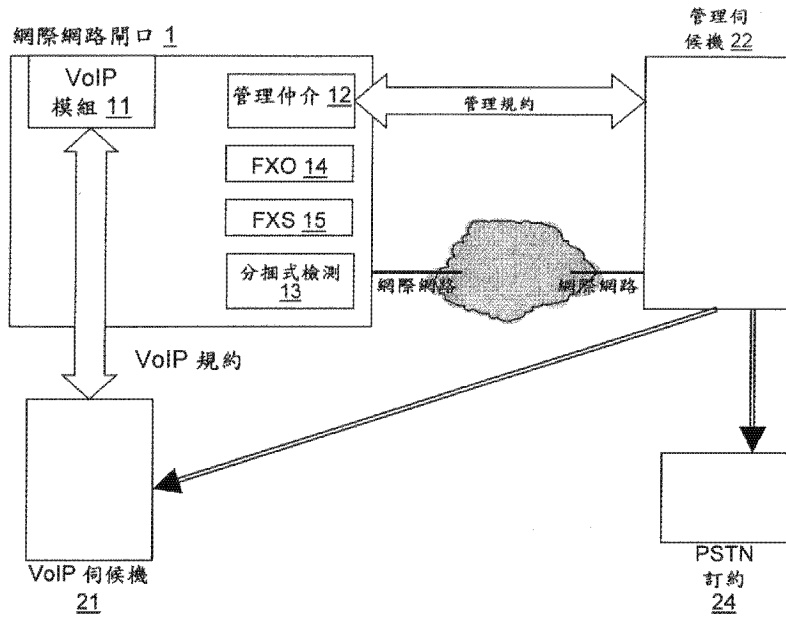 網際網路閘口 1
管理伺
候機 22
VoIP
模組 11
管理仲介 12
管理規約
FXO 14
FXS 15
分捆式檢測
13
網際網路
網際網路
VoIP 規約
VoIP 伺候機
21
PSTN
訂約
24